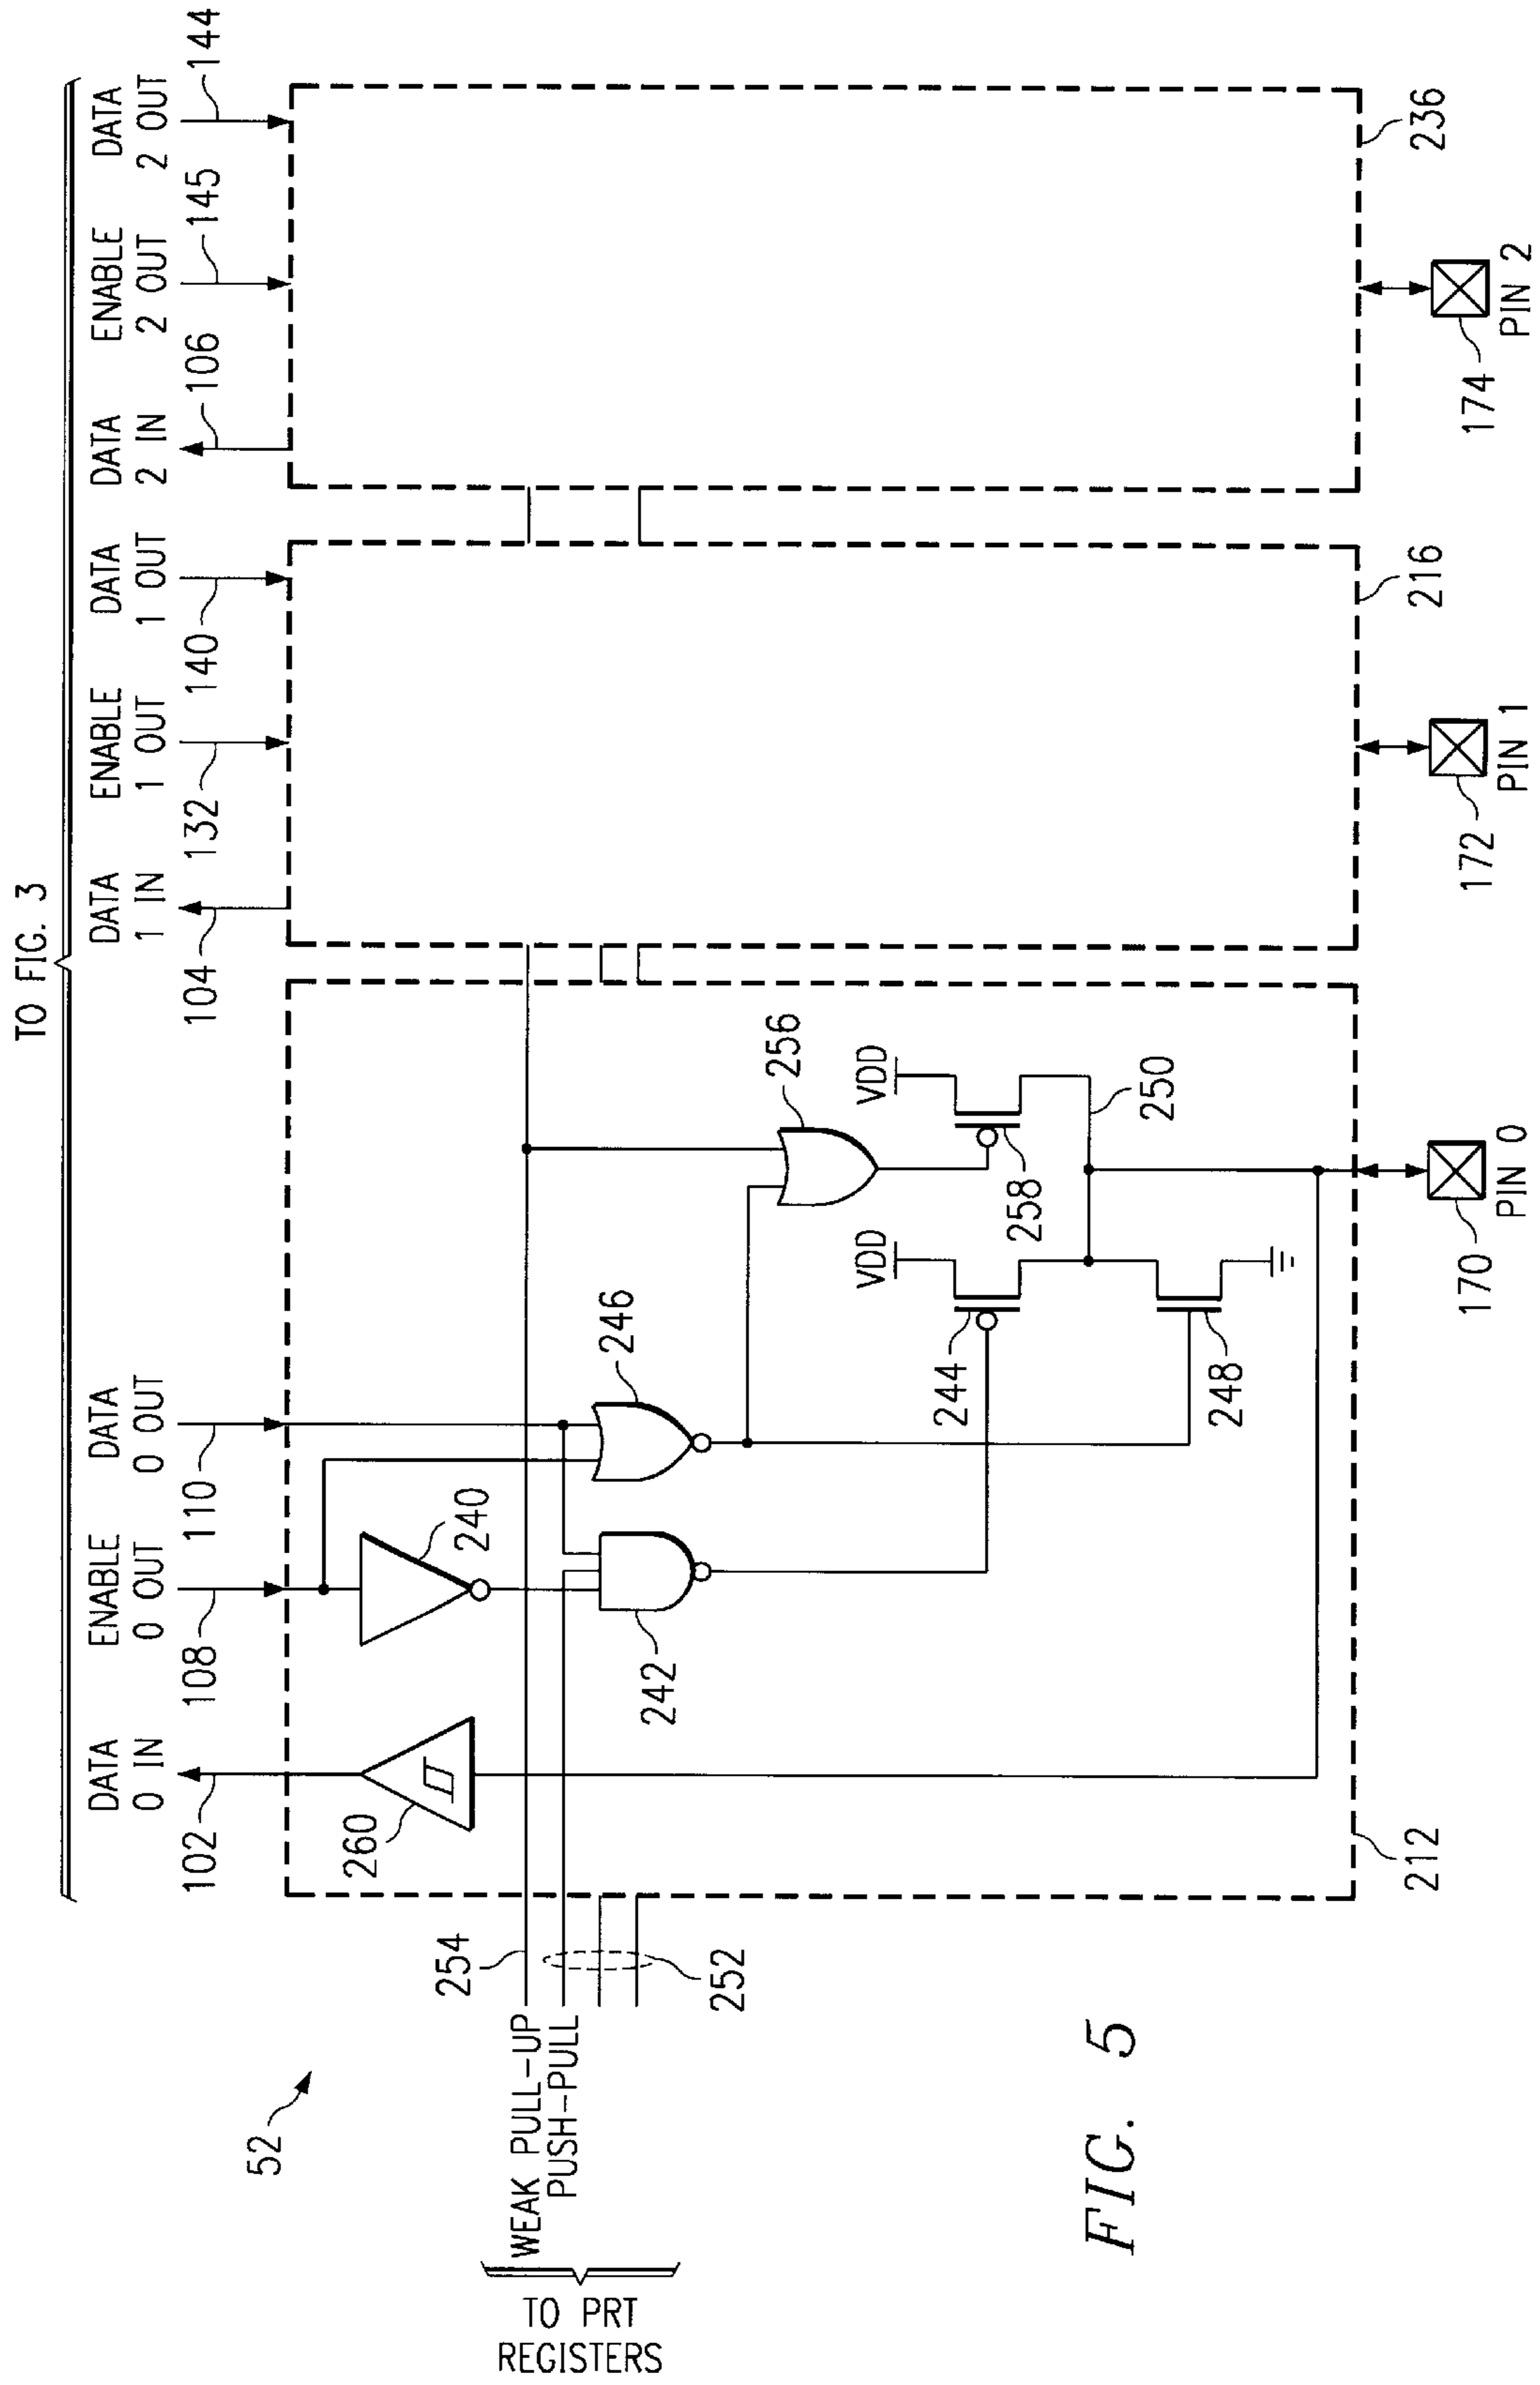 TO FIG. 3
DATA
0 IN
ENABLE
0 OUT
DATA
0 OUT
DATA
1 IN
ENABLE
1 OUT
DATA
1 OUT
DATA
2 IN
ENABLE
2 OUT
DATA
2 OUT
102
108
110
104
132
140
106
145
144
52
260
240
254
WEAK PULL-UP
PUSH-PULL
252
TO PRT
REGISTERS
242
246
256
VDD
VDD
244
258
250
248
212
216
236
170
PIN 0
172
PIN 1
174
PIN 2
FIG. 5